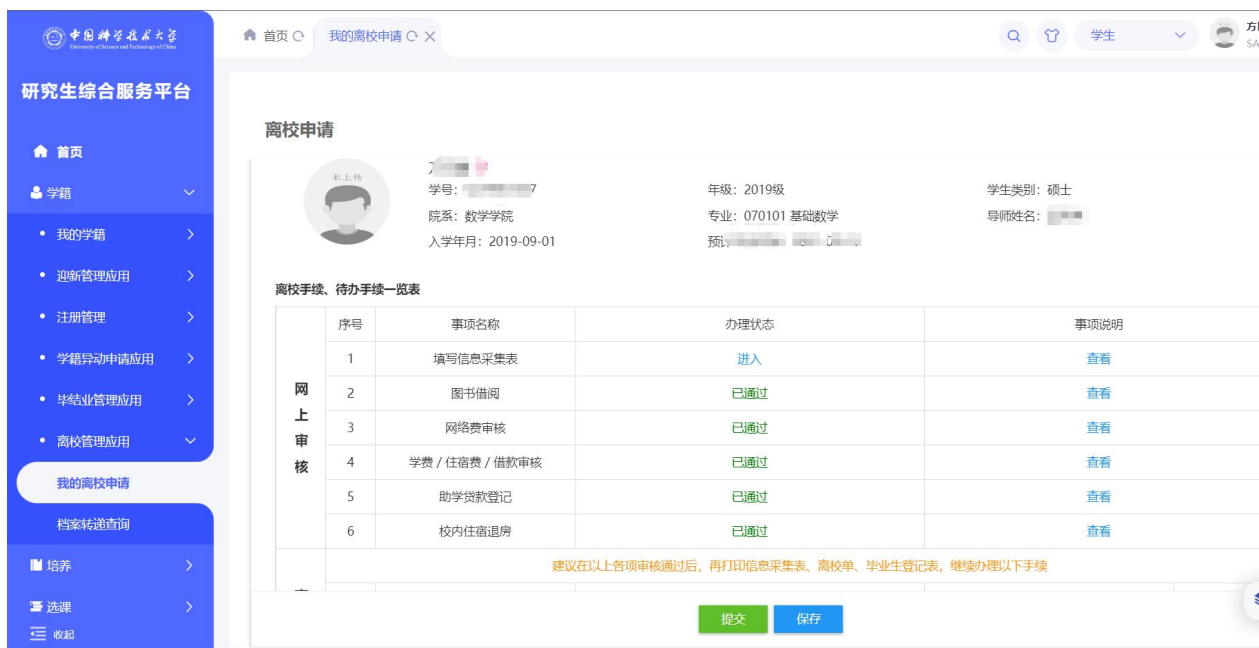 中国科学技术大学
University of Science and Technology of China
首页
我的离校申请
学生
研究生综合服务平台
首页
学籍
我的学籍
迎新管理应用
注册管理
学籍异动申请应用
毕结业管理应用
离校管理应用
我的离校申请
档案转递查询
培养
选课
收起
离校申请
未上传
学号: 7
年级: 2019级
学生类别: 硕士
院系: 数学学院
专业: 070101 基础数学
导师姓名:
入学年月: 2019-09-01
离校手续、待办手续一览表
网上审核
序号 事项名称 办理状态 事项说明
1 填写信息采集表 进入 查看
2 图书借阅 已通过 查看
3 网络费审核 已通过 查看
4 学费 / 住宿费 / 借款审核 已通过 查看
5 助学贷款登记 已通过 查看
6 校内住宿退房 已通过 查看
建议在以上各项审核通过后，再打印信息采集表、离校单、毕业生登记表，继续办理以下手续
提交 保存